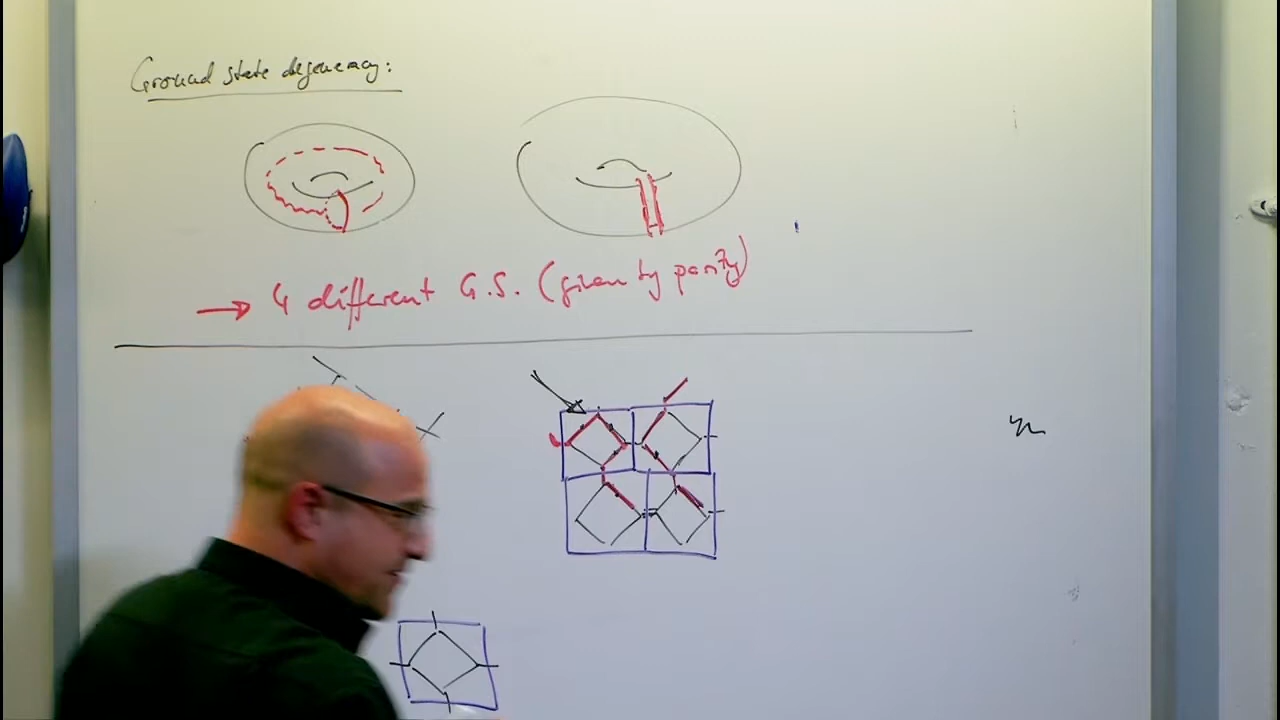 Ground state degeneracy:
→ 4 different G.S. (given by parity)